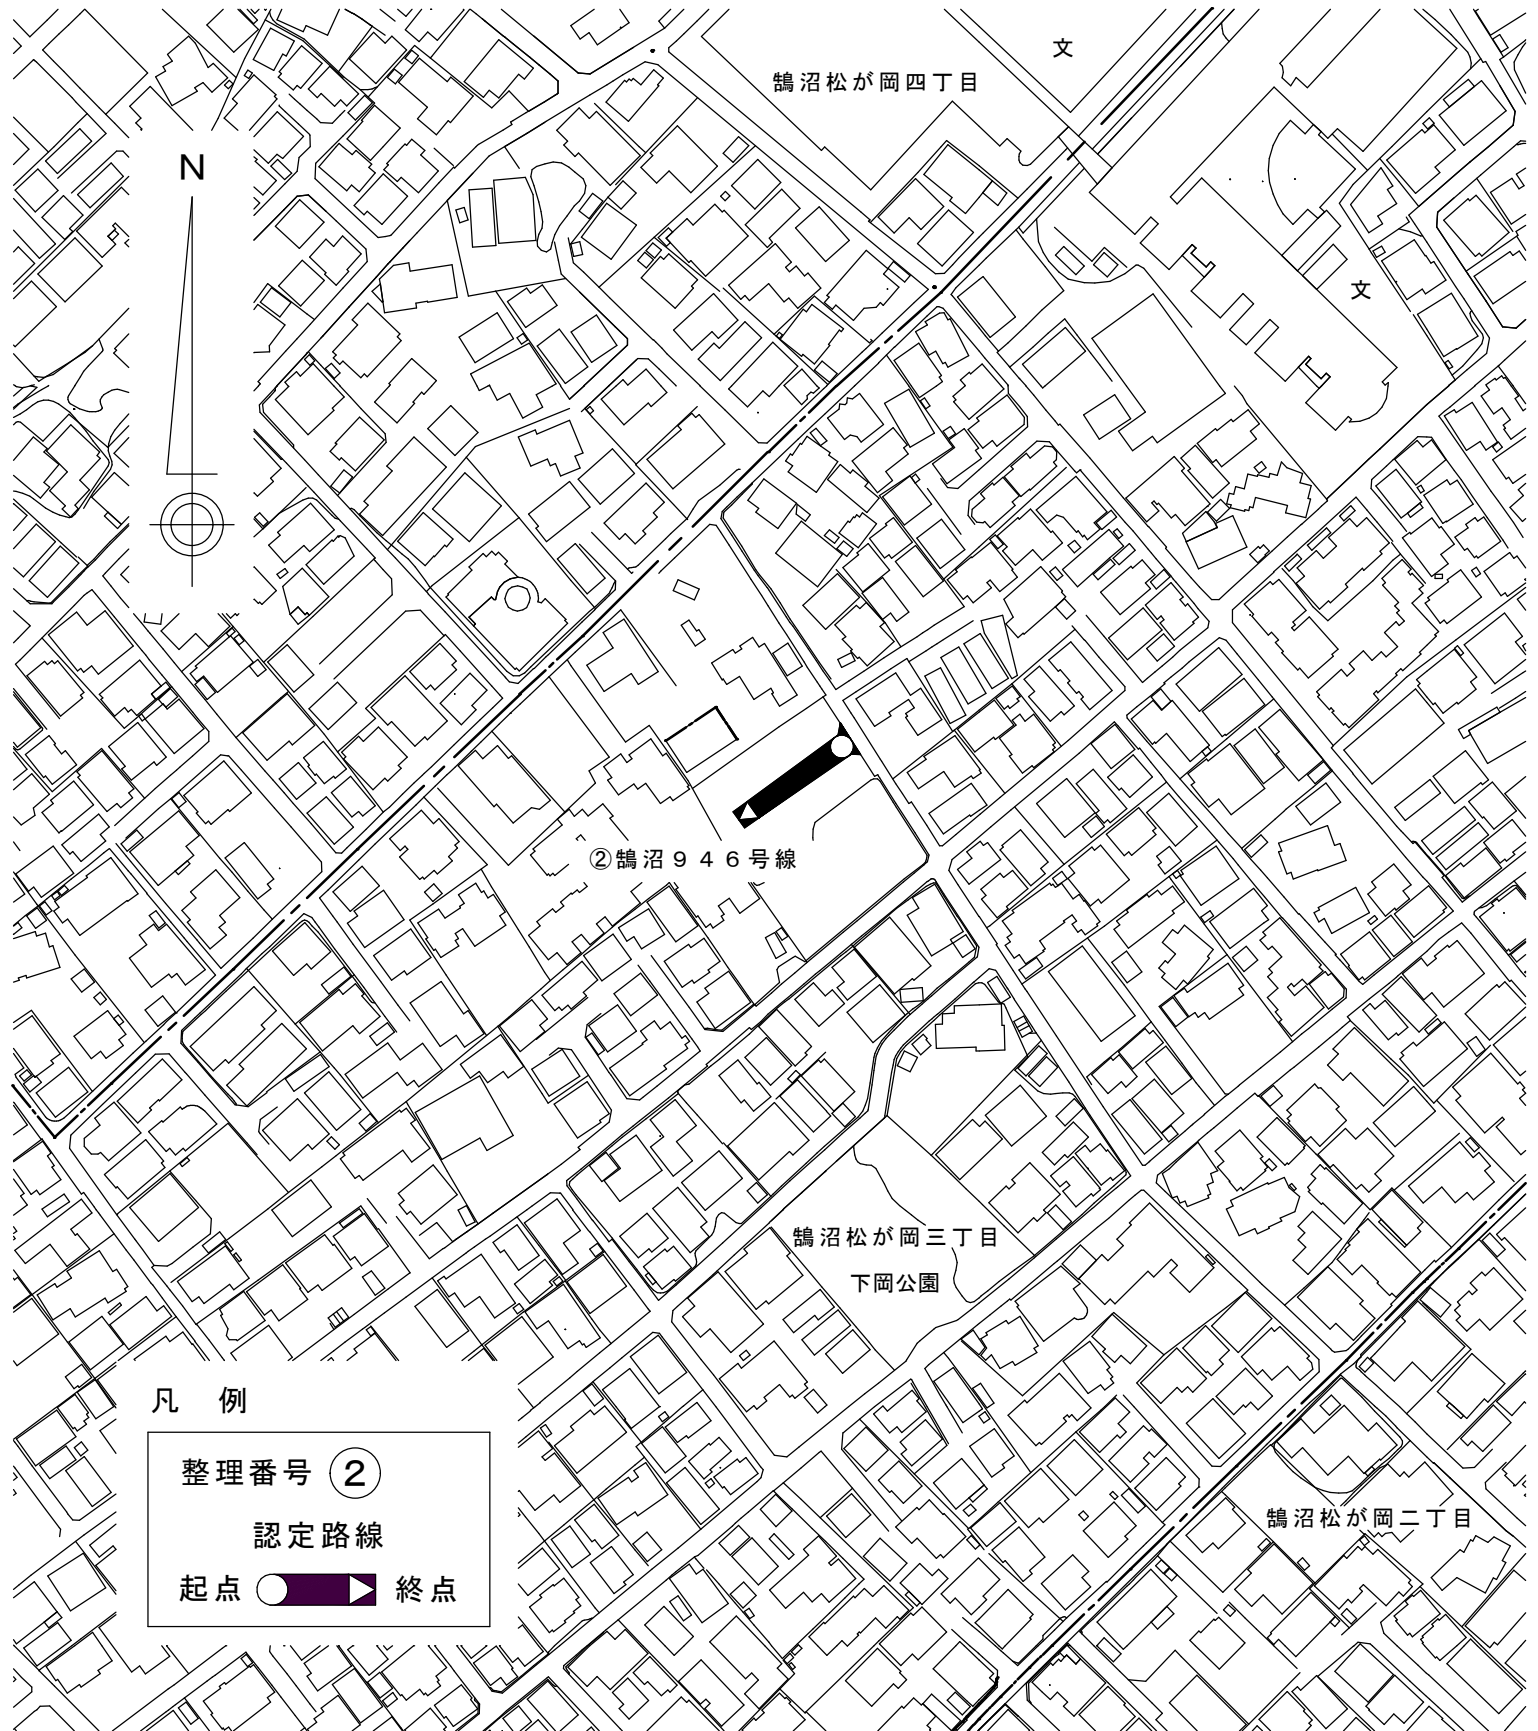 文
鵠沼松が岡四丁目
N
文
②鵠沼９４６号線
鵠沼松が岡三丁目
下岡公園
凡　例
整理番号 ②
認定路線
起点 終点
鵠沼松が岡二丁目